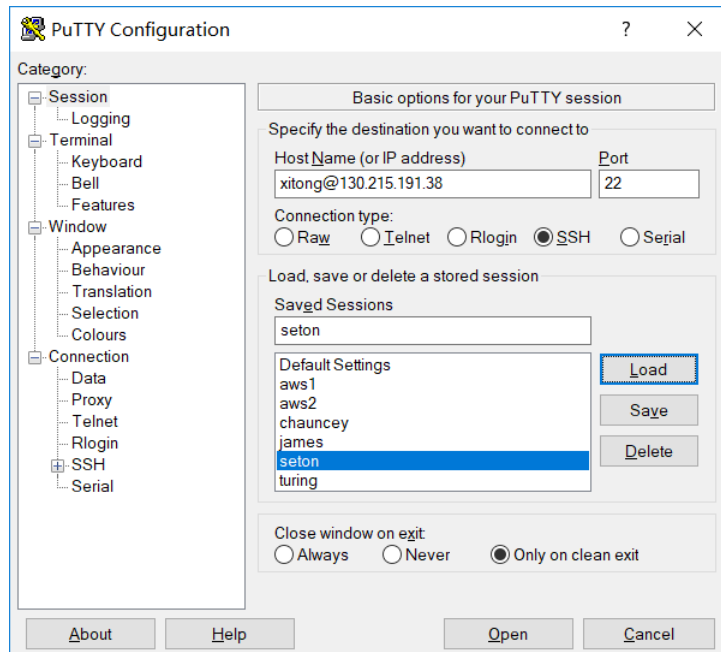 PuTTY Configuration
?
Category:
Session
Logging
Terminal
Keyboard
Bell
Features
Window
Appearance
Behaviour
Translation
Selection
Colours
Connection
Data
Proxy
Telnet
Rlogin
SSH
Serial
Basic options for your PuTTY session
Specify the destination you want to connect to
Host Name (or IP address) Port
xitong@130.215.191.38 22
Connection type:
Raw Telnet Rlogin SSH Serial
Load, save or delete a stored session
Saved Sessions
seton
Default Settings
aws1
aws2
chauncey
james
seton
turing
Load
Save
Delete
Close window on exit:
Always Never Only on clean exit
About Help Open Cancel